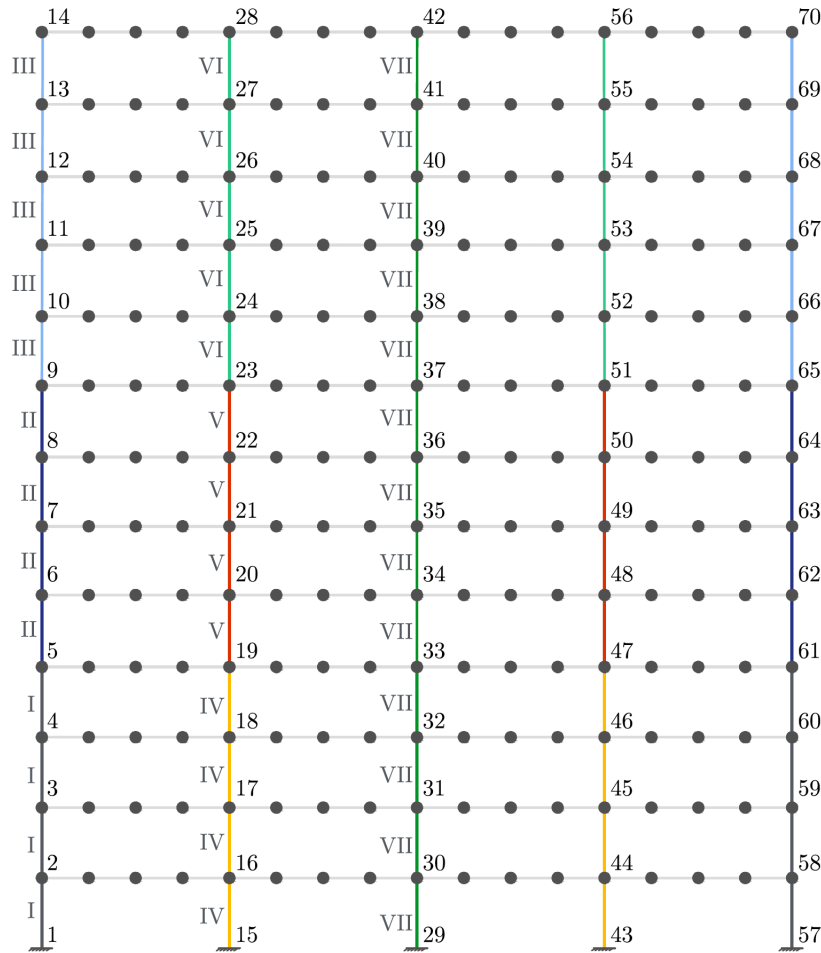 14 28 42 56 70
III VI VII
13 27 41 55 69
III VI VII
12 26 40 54 68
III VI VII
11 25 39 53 67
III VI VII
10 24 38 52 66
III VI VII
9 23 37 51 65
II V VII
8 22 36 50 64
II V VII
7 21 35 49 63
II V VII
6 20 34 48 62
II V VII
5 19 33 47 61
I IV VII
4 18 32 46 60
I IV VII
3 17 31 45 59
I IV VII
2 16 30 44 58
I IV VII
1 15 29 43 57